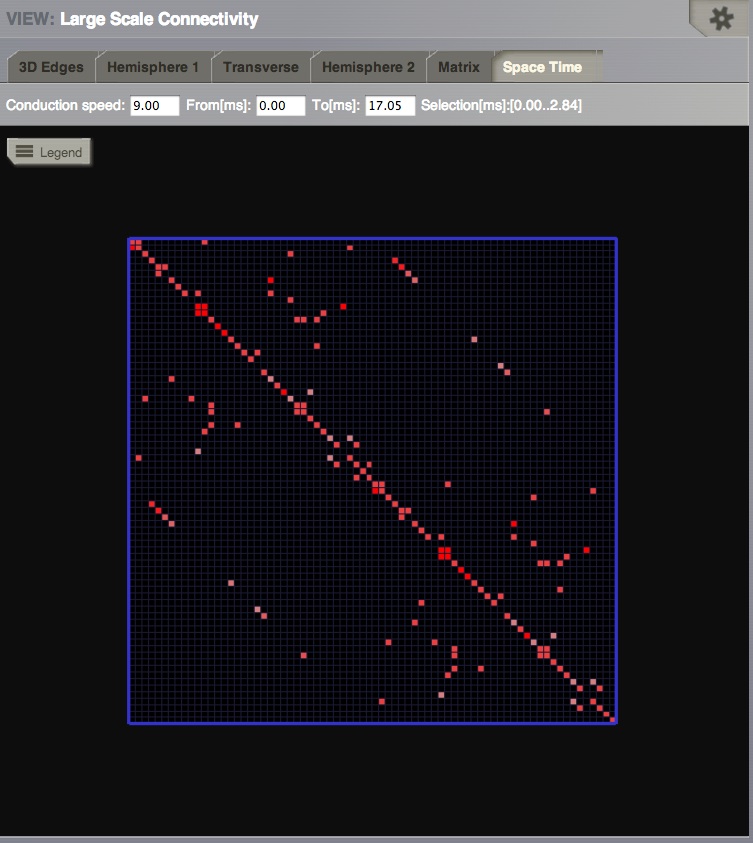 VIEW: Large Scale Connectivity
3D Edges Hemisphere 1 Transverse Hemisphere 2 Matrix Space Time
Conduction speed: 9.00 From[ms]: 0.00 To[ms]: 17.05 Selection[ms]:[0.00..2.84]
Legend